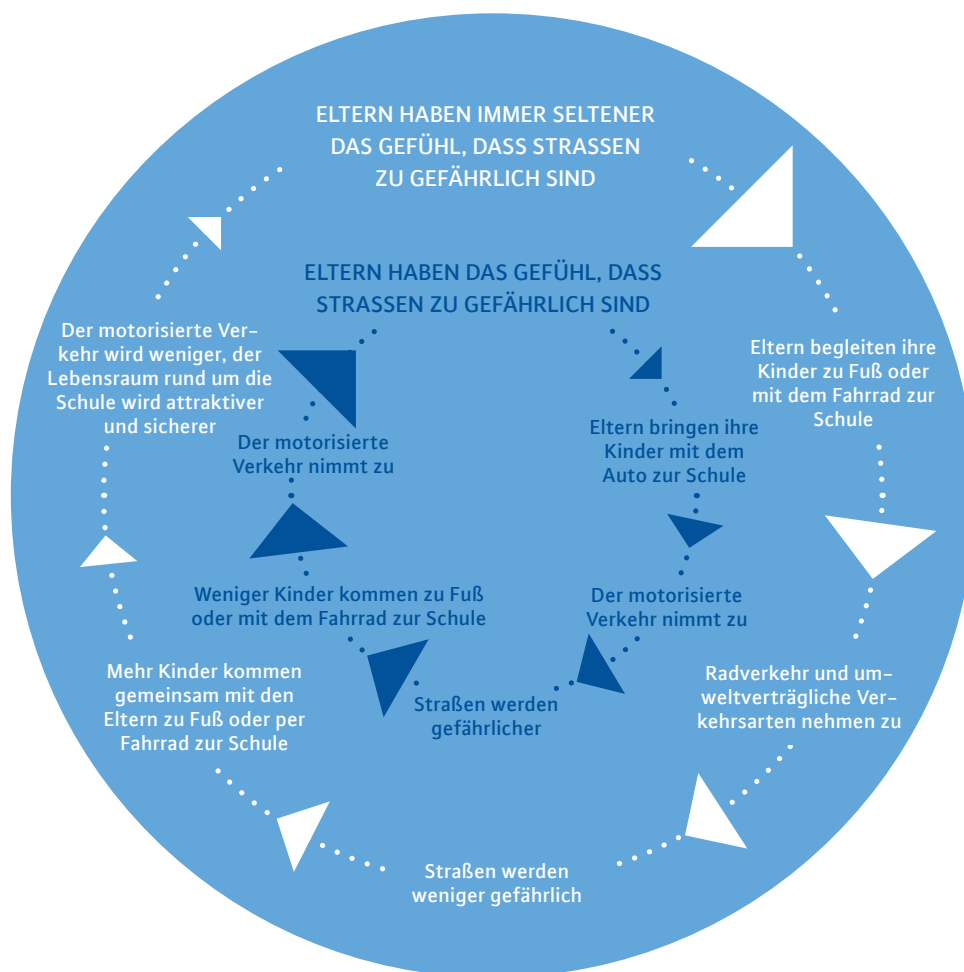 ELTERN HABEN IMMER SELTENER
DAS GEFÜHL, DASS STRASSEN
ZU GEFÄHRLICH SIND
ELTERN HABEN DAS GEFÜHL, DASS
STRASSEN ZU GEFÄHRLICH SIND
Der motorisierte Ver-
kehr wird weniger, der
Lebensraum rund um die
Schule wird attraktiver
und sicherer
Eltern begleiten ihre
Kinder zu Fuß oder
mit dem Fahrrad zur
Schule
Der motorisierte
Verkehr nimmt zu
Eltern bringen ihre
Kinder mit dem
Auto zur Schule
Weniger Kinder kommen zu Fuß
oder mit dem Fahrrad zur Schule
Der motorisierte
Verkehr nimmt zu
Mehr Kinder kommen
gemeinsam mit den
Eltern zu Fuß oder per
Fahrrad zur Schule
Straßen werden
gefährlicher
Radverkehr und um-
weltverträgliche Ver-
kehrsarten nehmen zu
Straßen werden
weniger gefährlich